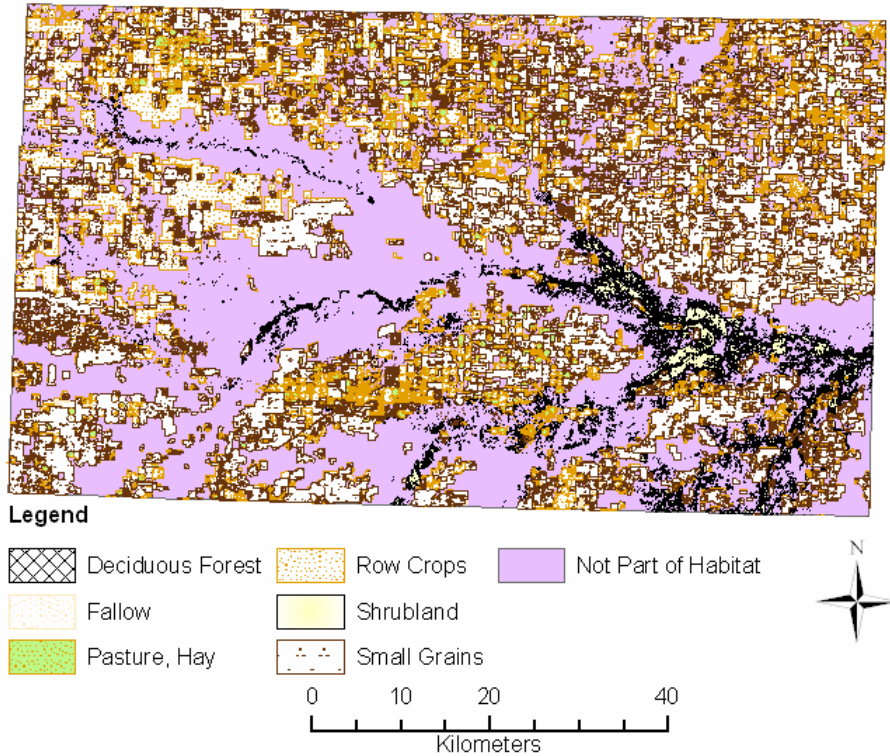 Legend
Deciduous Forest
Row Crops
Not Part of Habitat
N
Fallow
Shrubland
Pasture, Hay
Small Grains
0 10 20 40
Kilometers